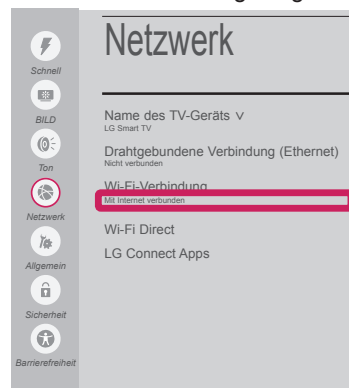 Netzwerk
Schnell
BILD
Ton
Netzwerk
Allgemein
Sicherheit
Barrierefreiheit
Name des TV-Geräts ∨
LG Smart TV
Drahtgebundene Verbindung (Ethernet)
Nicht verbunden
Wi-Fi-Verbindung
Mit Internet verbunden
Wi-Fi Direct
LG Connect Apps